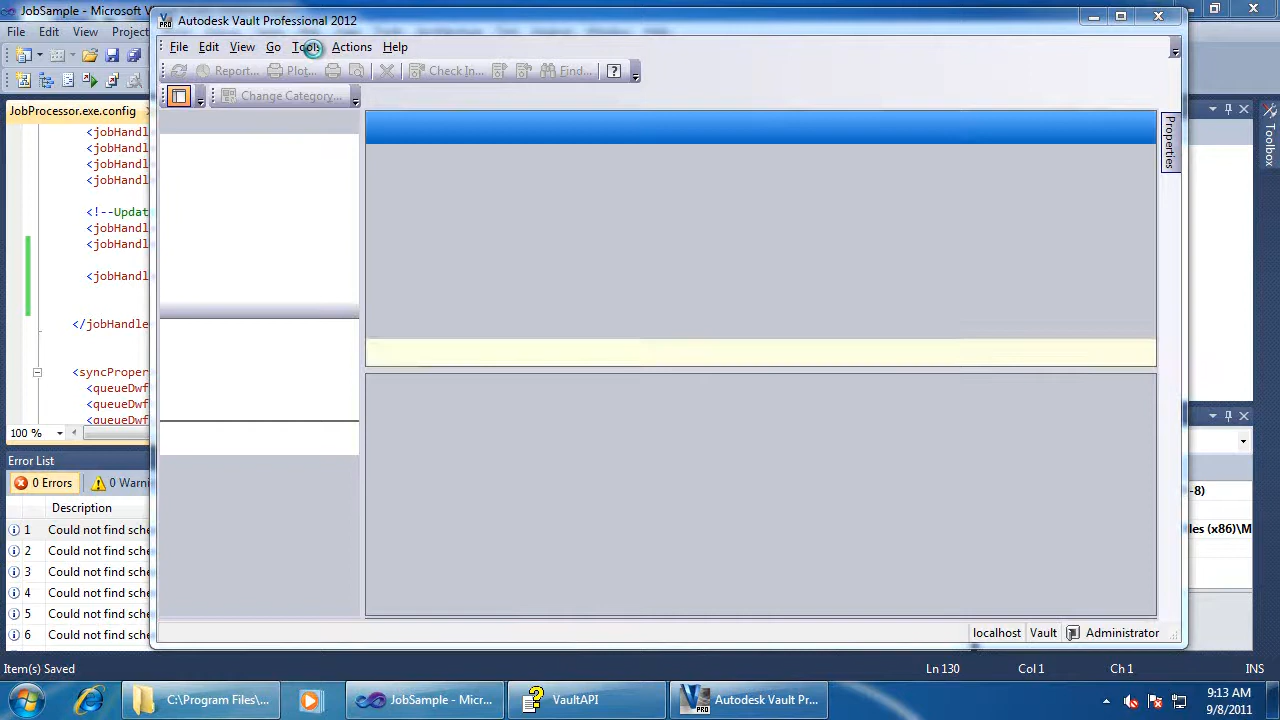 JobSample - Microsoft V
Autodesk Vault Professional 2012
File Edit View Project
File Edit View Go Tools Actions Help
Report... Plot... Check In... Find...
Change Category...
JobProcessor.exe.config
Properties
Toolbox
<jobHandl
<jobHandl
<jobHandl
<jobHandl
<!--Updat
<jobHandl
<jobHandl
<jobHandl
</jobHandle
<syncProper
<queueDwf
<queueDwf
<queueDwf
100 %
Error List
0 Errors 0 Warni
Description
1 Could not find sche
2 Could not find sche
3 Could not find sche
4 Could not find sche
5 Could not find sche
6 Could not find sche
-8)
les (x86)\M
localhost Vault Administrator
Item(s) Saved Ln 130 Col 1 Ch 1 INS
C:\Program Files\... JobSample - Micros... VaultAPI Autodesk Vault Pr...
9:13 AM
9/8/2011